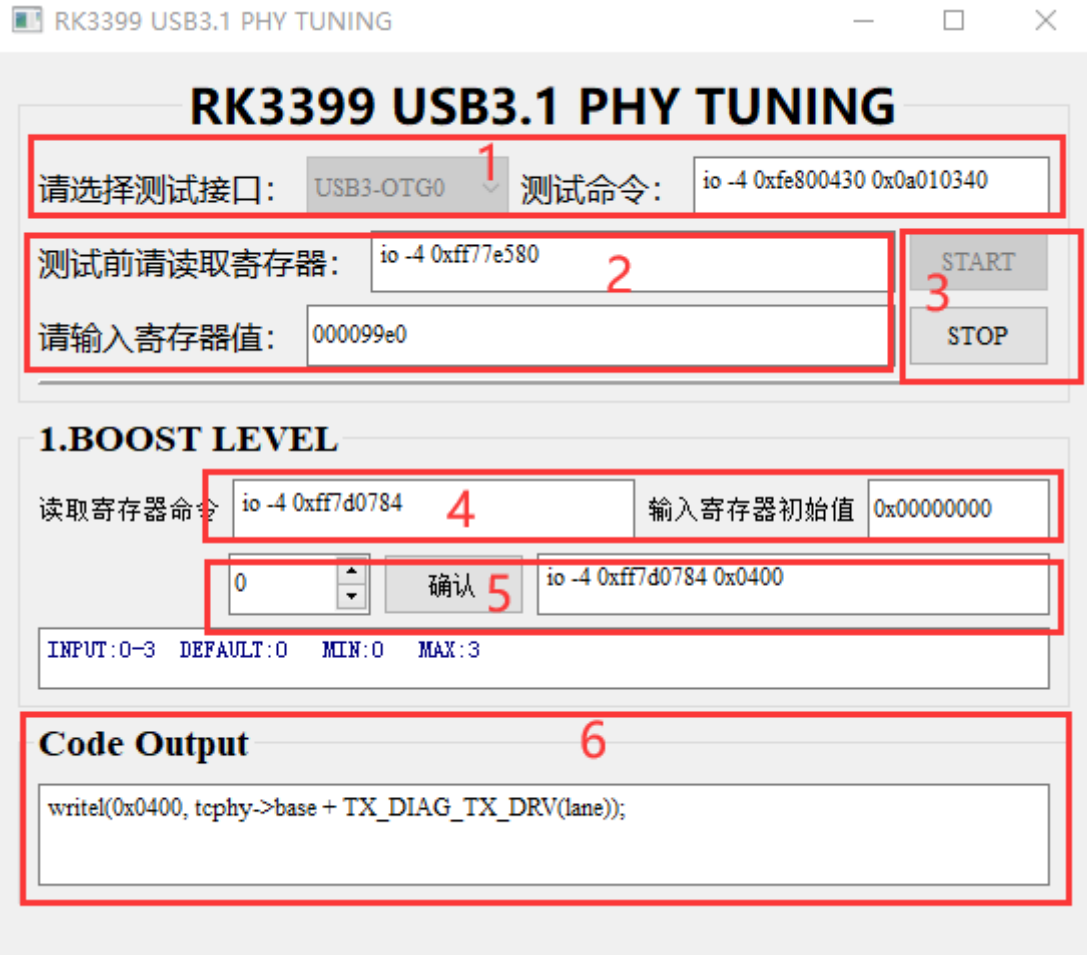 RK3399 USB3.1 PHY TUNING
RK3399 USB3.1 PHY TUNING
1
请选择测试接口： USB3-OTG0 测试命令： io -4 0xfe800430 0x0a010340
测试前请读取寄存器： io -4 0xff77e580 2 START
3
请输入寄存器值： 000099e0 STOP
1.BOOST LEVEL
读取寄存器命令 io -4 0xff7d0784 4 输入寄存器初始值 0x00000000
0 确认 5 io -4 0xff7d0784 0x0400
INPUT:0-3 DEFAULT:0 MIN:0 MAX:3
Code Output 6
writel(0x0400, tcphy->base + TX_DIAG_TX_DRV(lane));